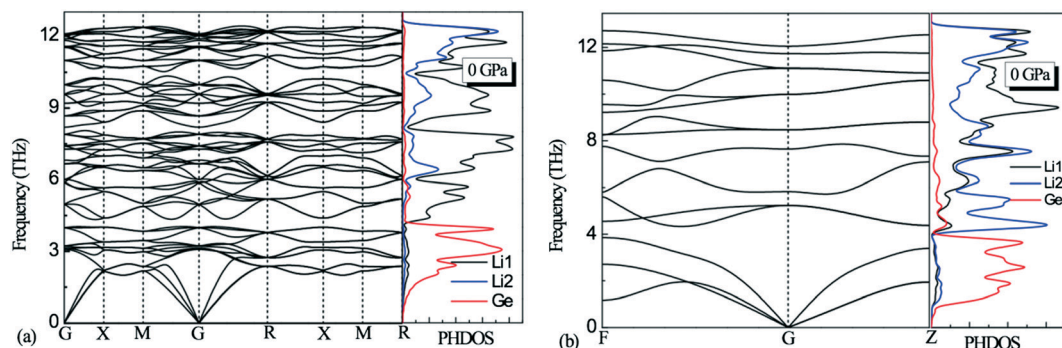 12
9
6
3
0
Frequency (THz)
G X M G R X M R
0 GPa
Li1
Li2
Ge
PHDOS
(a)
12
8
4
0
Frequency (THz)
F G Z
0 GPa
Li1
Li2
Ge
PHDOS
(b)